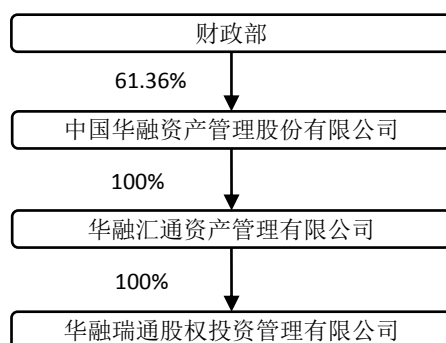 财政部
61.36%
中国华融资产管理股份有限公司
100%
华融汇通资产管理有限公司
100%
华融瑞通股权投资管理有限公司